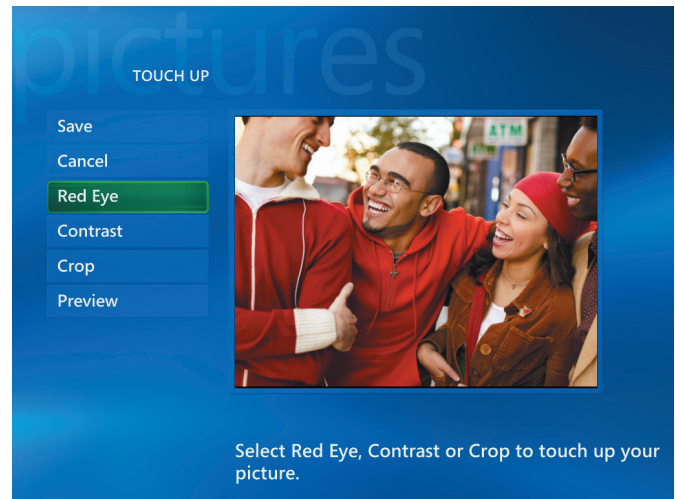 pictures
TOUCH UP
Save
Cancel
Red Eye
Contrast
Crop
Preview
ATM
ATM
Select Red Eye, Contrast or Crop to touch up your
picture.